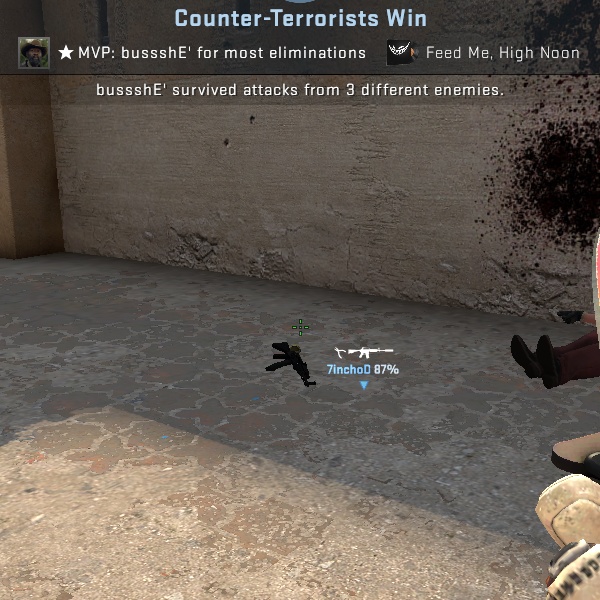 Counter-Terrorists Win
★ MVP: bussshE' for most eliminations Feed Me, High Noon
bussshE' survived attacks from 3 different enemies.
7inchoD 87%